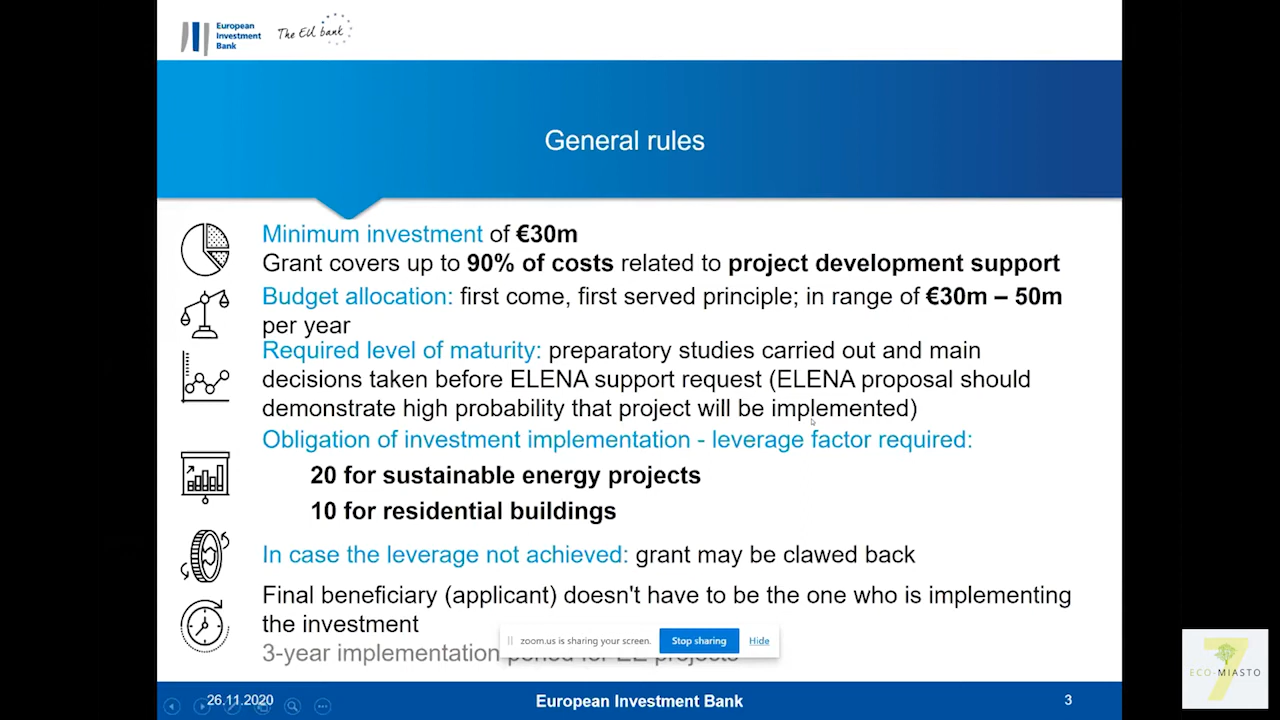 European
Investment
Bank
The EU bank
General rules
Minimum investment of €30m
Grant covers up to 90% of costs related to project development support
Budget allocation: first come, first served principle; in range of €30m – 50m
per year
Required level of maturity: preparatory studies carried out and main
decisions taken before ELENA support request (ELENA proposal should
demonstrate high probability that project will be implemented)
Obligation of investment implementation - leverage factor required:
20 for sustainable energy projects
10 for residential buildings
In case the leverage not achieved: grant may be clawed back
Final beneficiary (applicant) doesn't have to be the one who is implementing
the investment
zoom.us is sharing your screen. Stop sharing Hide
3-year implementation period for EE projects
26.11.2020 European Investment Bank 3
7
ECO-MIASTO